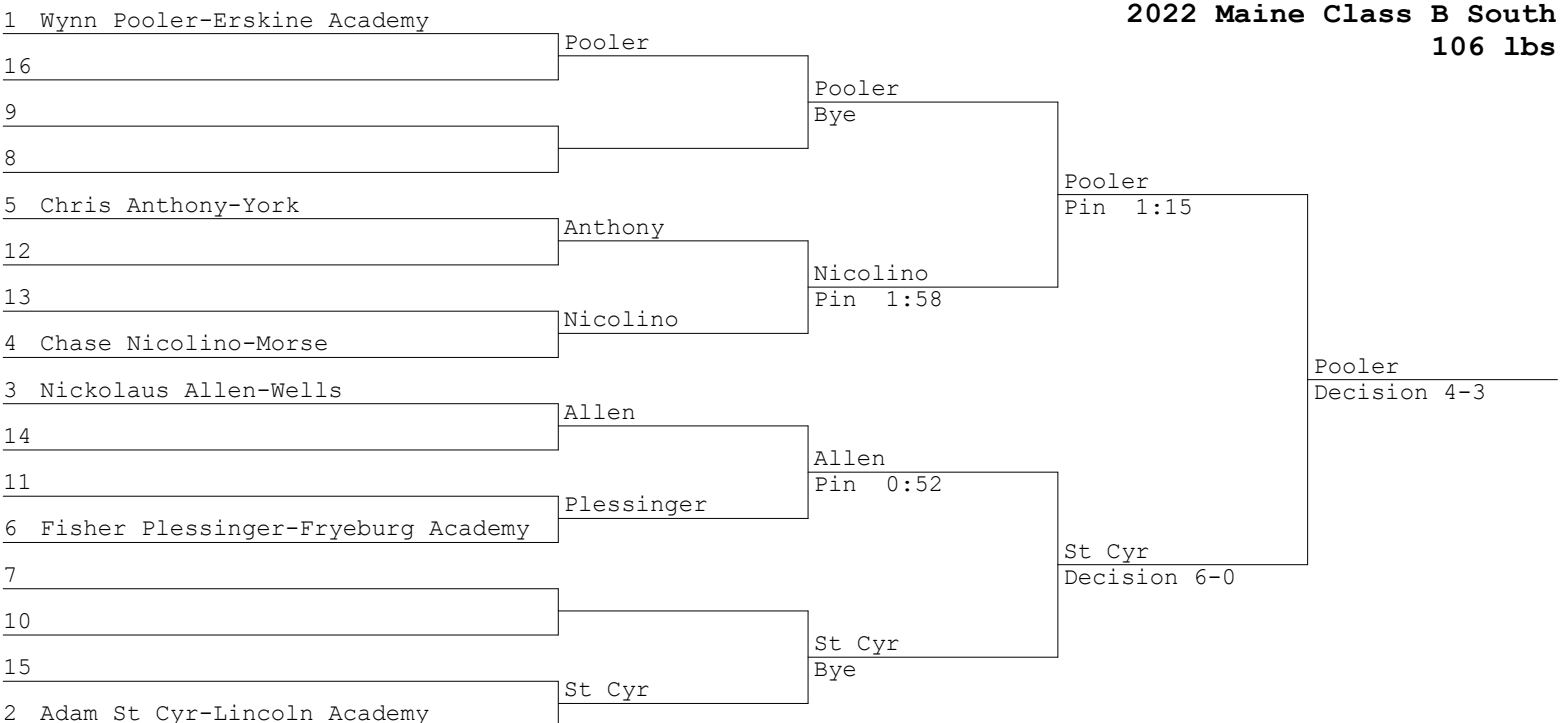 2022 Maine Class B South
106 lbs
1 Wynn Pooler-Erskine Academy
Pooler
16
Pooler
9
Bye
8
Pooler
5 Chris Anthony-York
Pin 1:15
Anthony
12
Nicolino
13
Pin 1:58
Nicolino
4 Chase Nicolino-Morse
Pooler
3 Nickolaus Allen-Wells
Decision 4-3
Allen
14
Allen
11
Pin 0:52
Plessinger
6 Fisher Plessinger-Fryeburg Academy
St Cyr
7
Decision 6-0
10
St Cyr
15
Bye
St Cyr
2 Adam St Cyr-Lincoln Academy